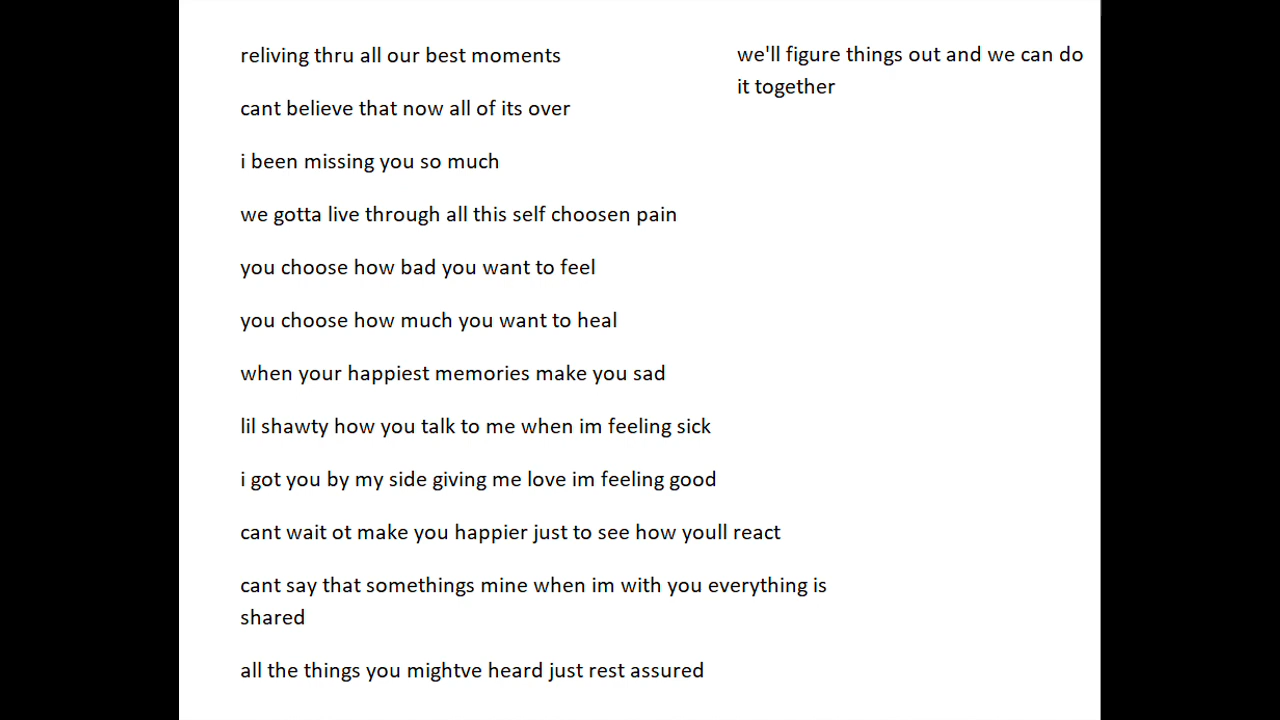 reliving thru all our best moments
cant believe that now all of its over
i been missing you so much
we gotta live through all this self choosen pain
you choose how bad you want to feel
you choose how much you want to heal
when your happiest memories make you sad
lil shawty how you talk to me when im feeling sick
i got you by my side giving me love im feeling good
cant wait ot make you happier just to see how youll react
cant say that somethings mine when im with you everything is
shared
all the things you mightve heard just rest assured
we'll figure things out and we can do
it together